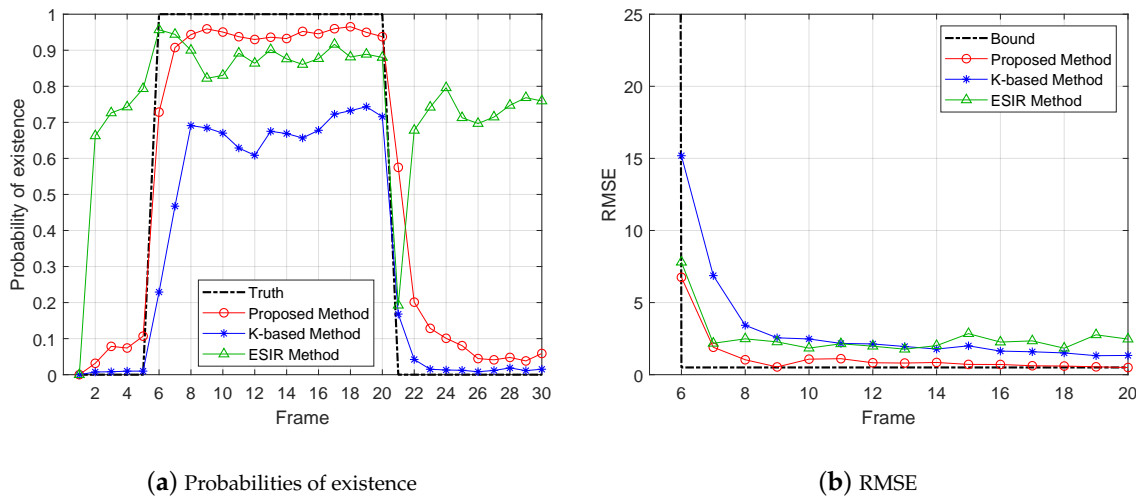 1
0.9
0.8
0.7
0.6
0.5
0.4
0.3
0.2
0.1
0
Probability of existence
2 4 6 8 10 12 14 16 18 20 22 24 26 28 30
Frame
Truth
Proposed Method
K-based Method
ESIR Method
(a) Probabilities of existence
25
20
15
10
5
0
RMSE
6 8 10 12 14 16 18 20
Frame
Bound
Proposed Method
K-based Method
ESIR Method
(b) RMSE